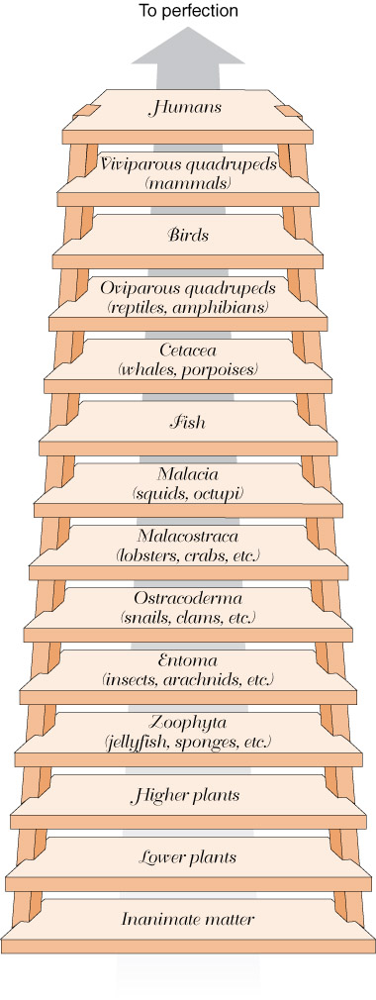 To perfection
Humans
Viviparous quadrupeds
(mammals)
Birds
Oviparous quadrupeds
(reptiles, amphibians)
Cetacea
(whales, porpoises)
Fish
Malacia
(squids, octupi)
Malacostraca
(lobsters, crabs, etc.)
Ostracoderma
(snails, clams, etc.)
Entoma
(insects, arachnids, etc.)
Zoophyta
(jellyfish, sponges, etc.)
Higher plants
Lower plants
Inanimate matter